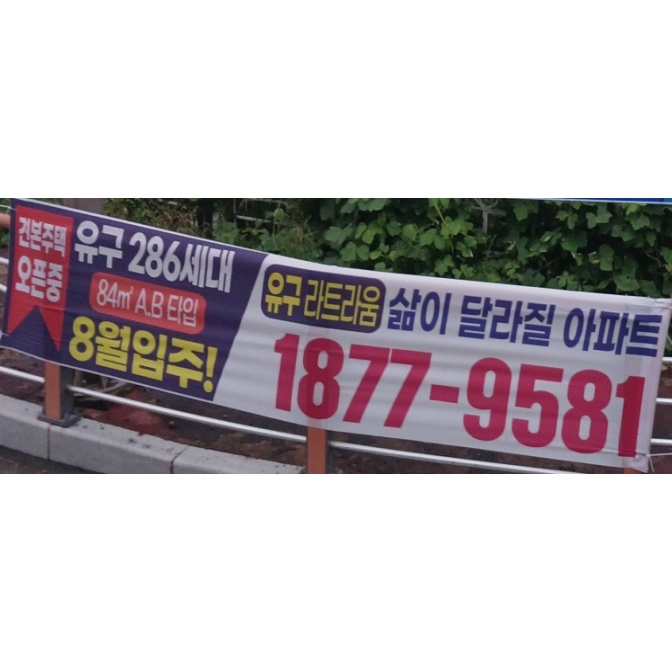 견본주택
오픈중
유구 286세대
84㎡ A.B 타입
8월입주!
유구 라트라움 삶이 달라질 아파트
1877-9581